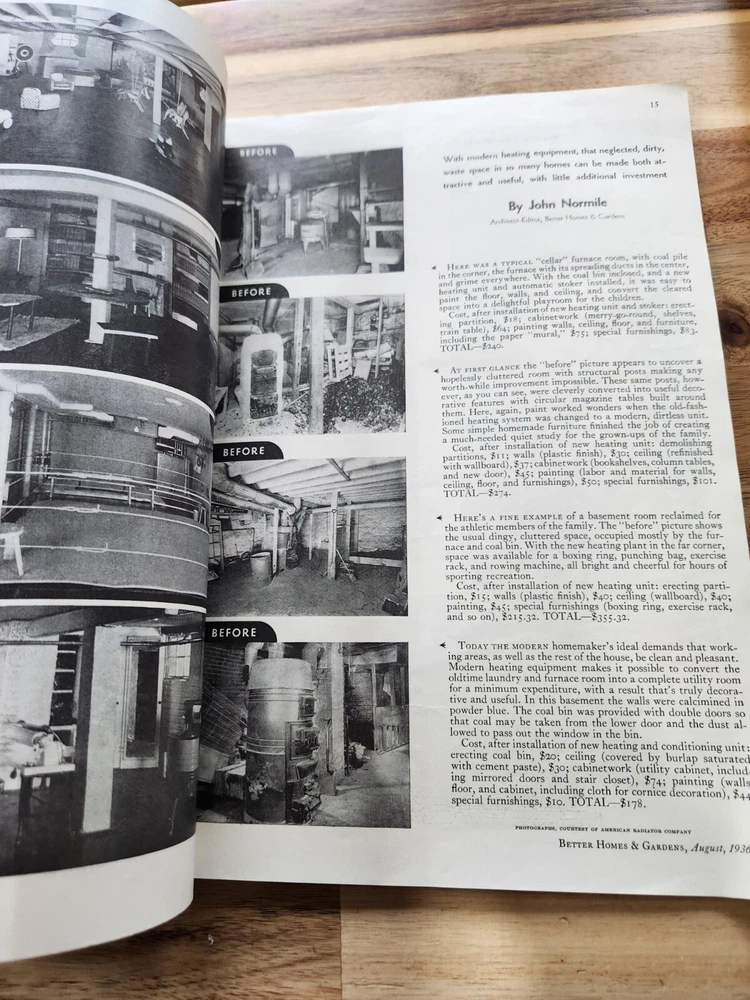 15
BEFORE
BEFORE
BEFORE
BEFORE
With modern heating equipment, that neglected, dirty,
waste space in so many homes can be made both at-
tractive and useful, with little additional investment
By John Normile
Architect-Editor, Better Homes & Gardens
HERE WAS A TYPICAL "cellar" furnace room, with coal pile
in the corner, the furnace with its spreading ducts in the center,
and grime everywhere. With the coal bin inclosed, and a new
heating unit and automatic stoker installed, it was easy to
paint the floor, walls, and ceiling, and convert the cleared
space into a delightful playroom for the children.
Cost, after installation of new heating unit and stoker: erect-
ing partition, $18; cabinetwork (merry-go-round, shelves,
train table), $64; painting walls, ceiling, floor, and furniture,
including the paper "mural," $75; special furnishings, $83.
TOTAL—$240.
AT FIRST GLANCE the "before" picture appears to uncover a
hopelessly cluttered room with structural posts making any
worth-while improvement impossible. These same posts, how-
ever, as you can see, were cleverly converted into useful deco-
rative features with circular magazine tables built around
them. Here, again, paint worked wonders when the old-fash-
ioned heating system was changed to a modern, dirtless unit.
Some simple homemade furniture finished the job of creating
a much-needed quiet study for the grown-ups of the family.
Cost, after installation of new heating unit: demolishing
partitions, $11; walls (plastic finish), $30; ceiling (refinished
with wallboard), $37; cabinetwork (bookshelves, column tables,
and new door), $45; painting (labor and material for walls,
ceiling, floor, and furnishings), $50; special furnishings, $101.
TOTAL—$274.
HERE'S A FINE EXAMPLE of a basement room reclaimed for
the athletic members of the family. The "before" picture shows
the usual dingy, cluttered space, occupied mostly by the fur-
nace and coal bin. With the new heating plant in the far corner,
space was available for a boxing ring, punching bag, exercise
rack, and rowing machine, all bright and cheerful for hours of
sporting recreation.
Cost, after installation of new heating unit: erecting parti-
tion, $15; walls (plastic finish), $40; ceiling (wallboard), $40;
painting, $45; special furnishings (boxing ring, exercise rack,
and so on), $215.32. TOTAL—$355.32.
TODAY THE MODERN homemaker's ideal demands that work-
ing areas, as well as the rest of the house, be clean and pleasant.
Modern heating equipment makes it possible to convert the
oldtime laundry and furnace room into a complete utility room
for a minimum expenditure, with a result that's truly decora-
tive and useful. In this basement the walls were calcimined in
powder blue. The coal bin was provided with double doors so
that coal may be taken from the lower door and the dust al-
lowed to pass out the window in the bin.
Cost, after installation of new heating and conditioning unit:
erecting coal bin, $20; ceiling (covered by burlap saturated
with cement paste), $30; cabinetwork (utility cabinet, includ-
ing mirrored doors and stair closet), $74; painting (walls
floor, and cabinet, including cloth for cornice decoration), $44
special furnishings, $10. TOTAL—$178.
PHOTOGRAPHS, COURTESY OF AMERICAN RADIATOR COMPANY
BETTER HOMES & GARDENS, August, 1936